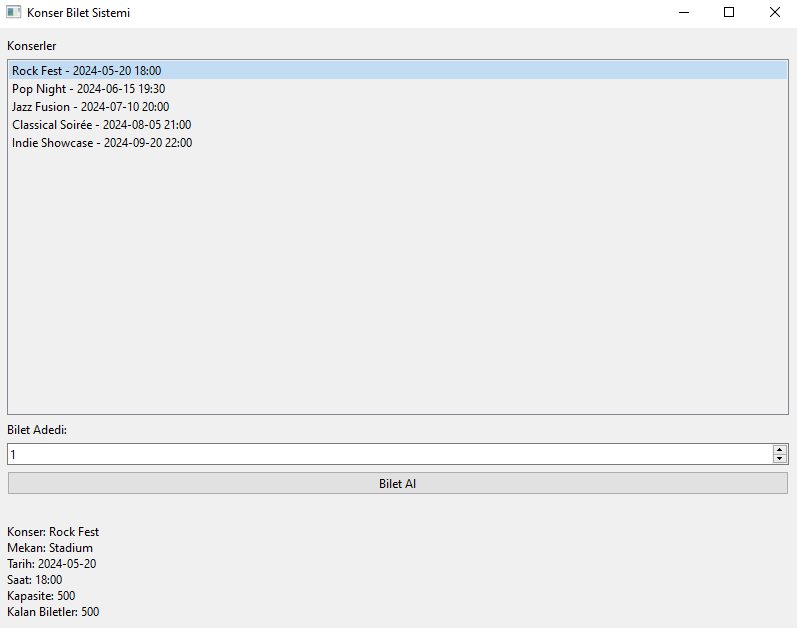 Konser Bilet Sistemi
Konserler
Rock Fest - 2024-05-20 18:00
Pop Night - 2024-06-15 19:30
Jazz Fusion - 2024-07-10 20:00
Classical Soirée - 2024-08-05 21:00
Indie Showcase - 2024-09-20 22:00
Bilet Adedi:
1
Bilet Al
Konser: Rock Fest
Mekan: Stadium
Tarih: 2024-05-20
Saat: 18:00
Kapasite: 500
Kalan Biletler: 500